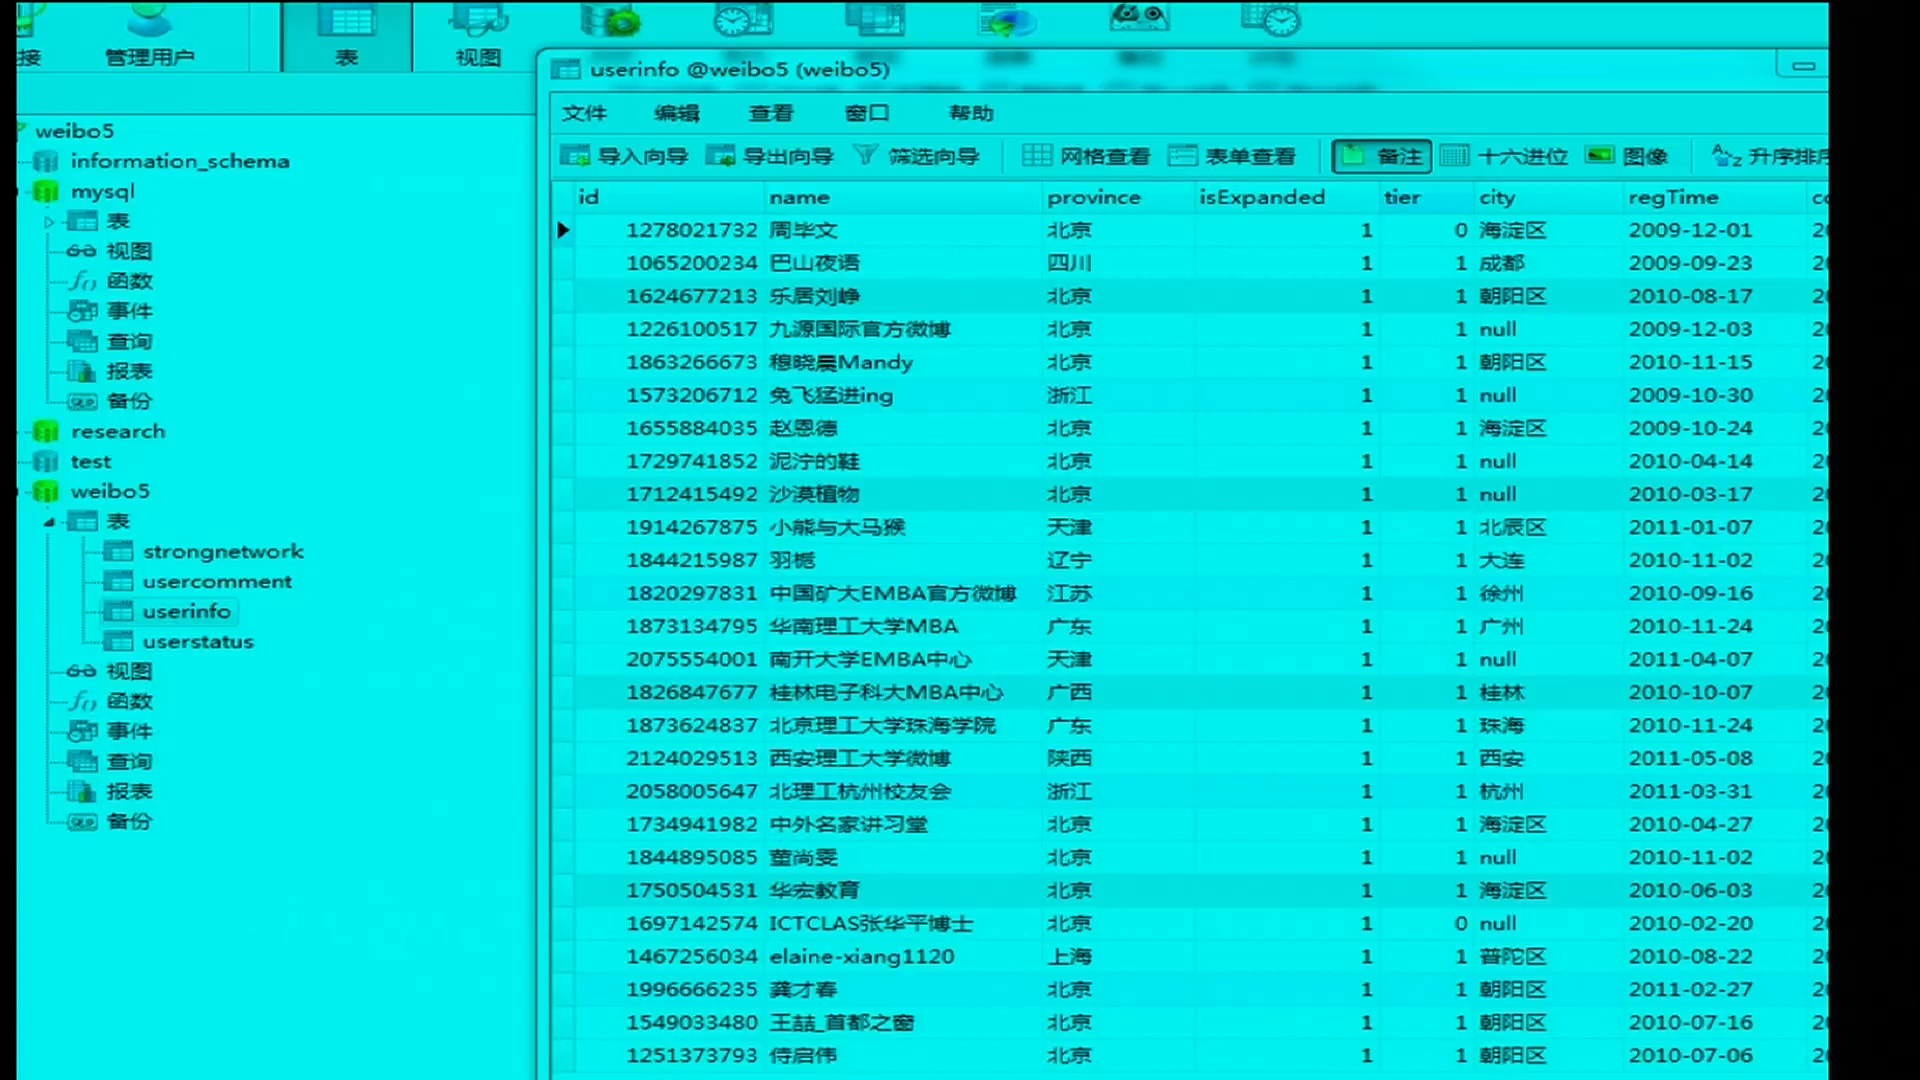 接 管理用户 表 视图
userinfo @weibo5 (weibo5)
文件 编辑 查看 窗口 帮助
导入向导 导出向导 筛选向导 网格查看 表单查看 备注 十六进位 图像 升序排序
weibo5
information_schema
mysql
表
视图
函数
事件
查询
报表
备份
research
test
weibo5
表
strongnetwork
usercomment
userinfo
userstatus
视图
函数
事件
查询
报表
备份
id name province isExpanded tier city regTime
1278021732 周毕文 北京 1 0 海淀区 2009-12-01
1065200234 巴山夜语 四川 1 1 成都 2009-09-23
1624677213 乐居刘峥 北京 1 1 朝阳区 2010-08-17
1226100517 九源国际官方微博 北京 1 1 null 2009-12-03
1863266673 穆晓晨Mandy 北京 1 1 朝阳区 2010-11-15
1573206712 兔飞猛进ing 浙江 1 1 null 2009-10-30
1655884035 赵恩德 北京 1 1 海淀区 2009-10-24
1729741852 泥泞的鞋 北京 1 1 null 2010-04-14
1712415492 沙漠植物 北京 1 1 null 2010-03-17
1914267875 小熊与大马猴 天津 1 1 北辰区 2011-01-07
1844215987 羽栀 辽宁 1 1 大连 2010-11-02
1820297831 中国矿大EMBA官方微博 江苏 1 1 徐州 2010-09-16
1873134795 华南理工大学MBA 广东 1 1 广州 2010-11-24
2075554001 南开大学EMBA中心 天津 1 1 null 2011-04-07
1826847677 桂林电子科大MBA中心 广西 1 1 桂林 2010-10-07
1873624837 北京理工大学珠海学院 广东 1 1 珠海 2010-11-24
2124029513 西安理工大学微博 陕西 1 1 西安 2011-05-08
2058005647 北理工杭州校友会 浙江 1 1 杭州 2011-03-31
1734941982 中外名家讲习堂 北京 1 1 海淀区 2010-04-27
1844895085 董尚雯 北京 1 1 null 2010-11-02
1750504531 华宏教育 北京 1 1 海淀区 2010-06-03
1697142574 ICTCLAS张华平博士 北京 1 0 null 2010-02-20
1467256034 elaine-xiang1120 上海 1 1 普陀区 2010-08-22
1996666235 龚才春 北京 1 1 朝阳区 2011-02-27
1549033480 王喆_首都之窗 北京 1 1 朝阳区 2010-07-16
1251373793 侍启伟 北京 1 1 朝阳区 2010-07-06